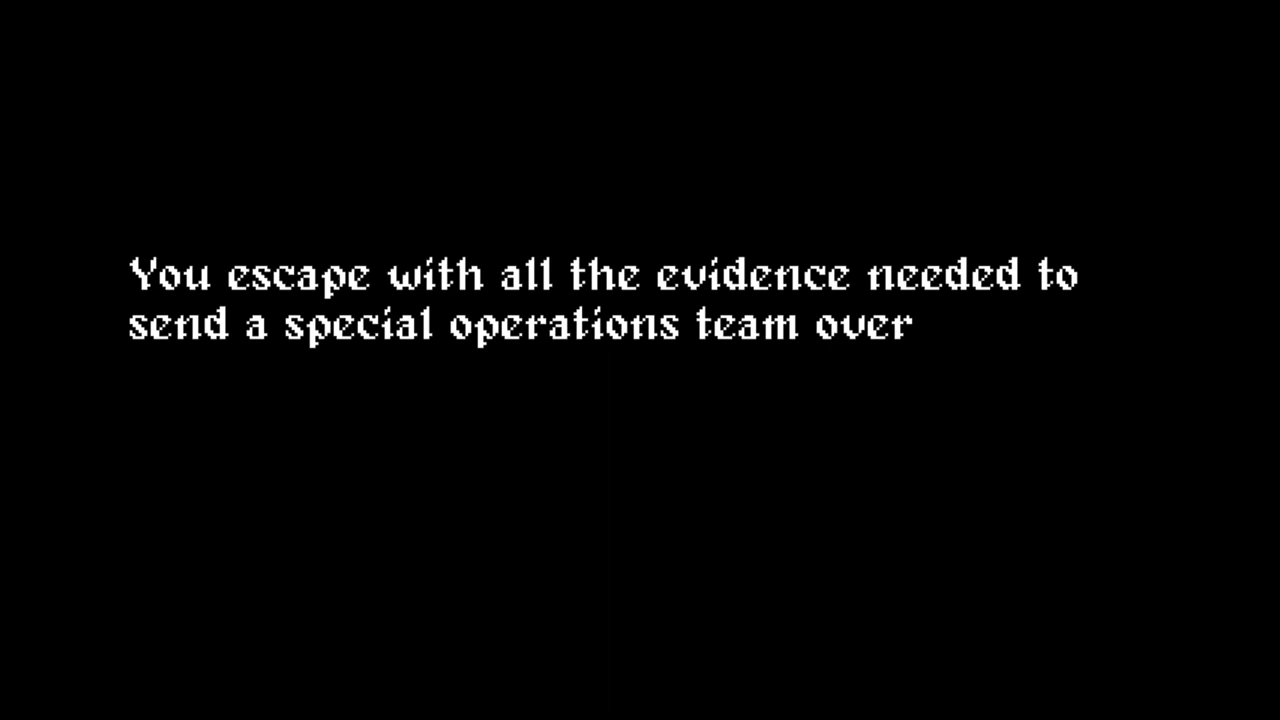 You escape with all the evidence needed to
send a special operations team over